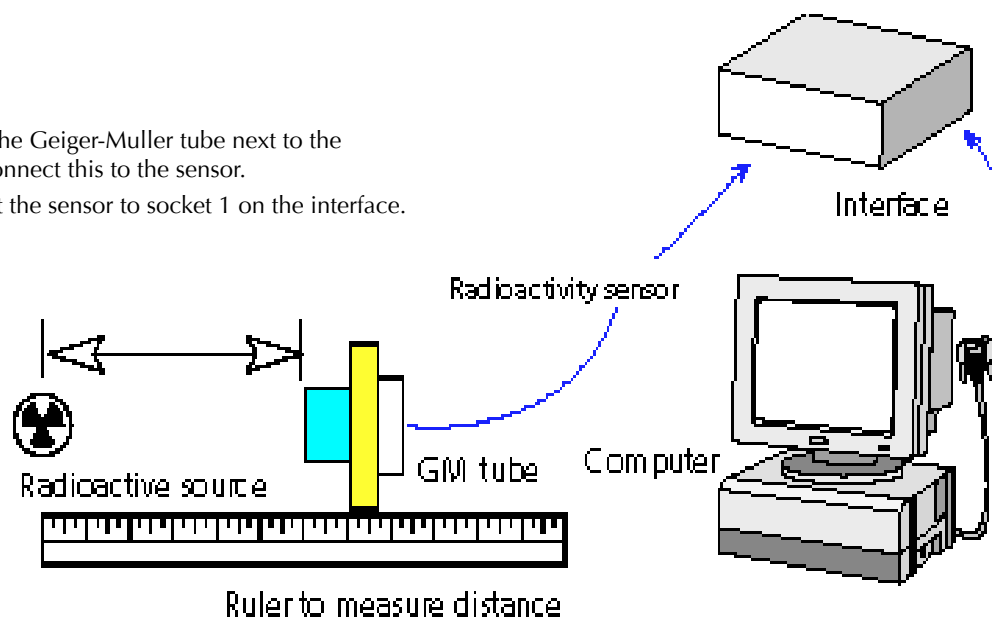 he Geiger-Muller tube next to the
onnect this to the sensor.
t the sensor to socket 1 on the interface.
Interface
Radioactivity sensor
Radioactive source
GM tube
Computer
Ruler to measure distance